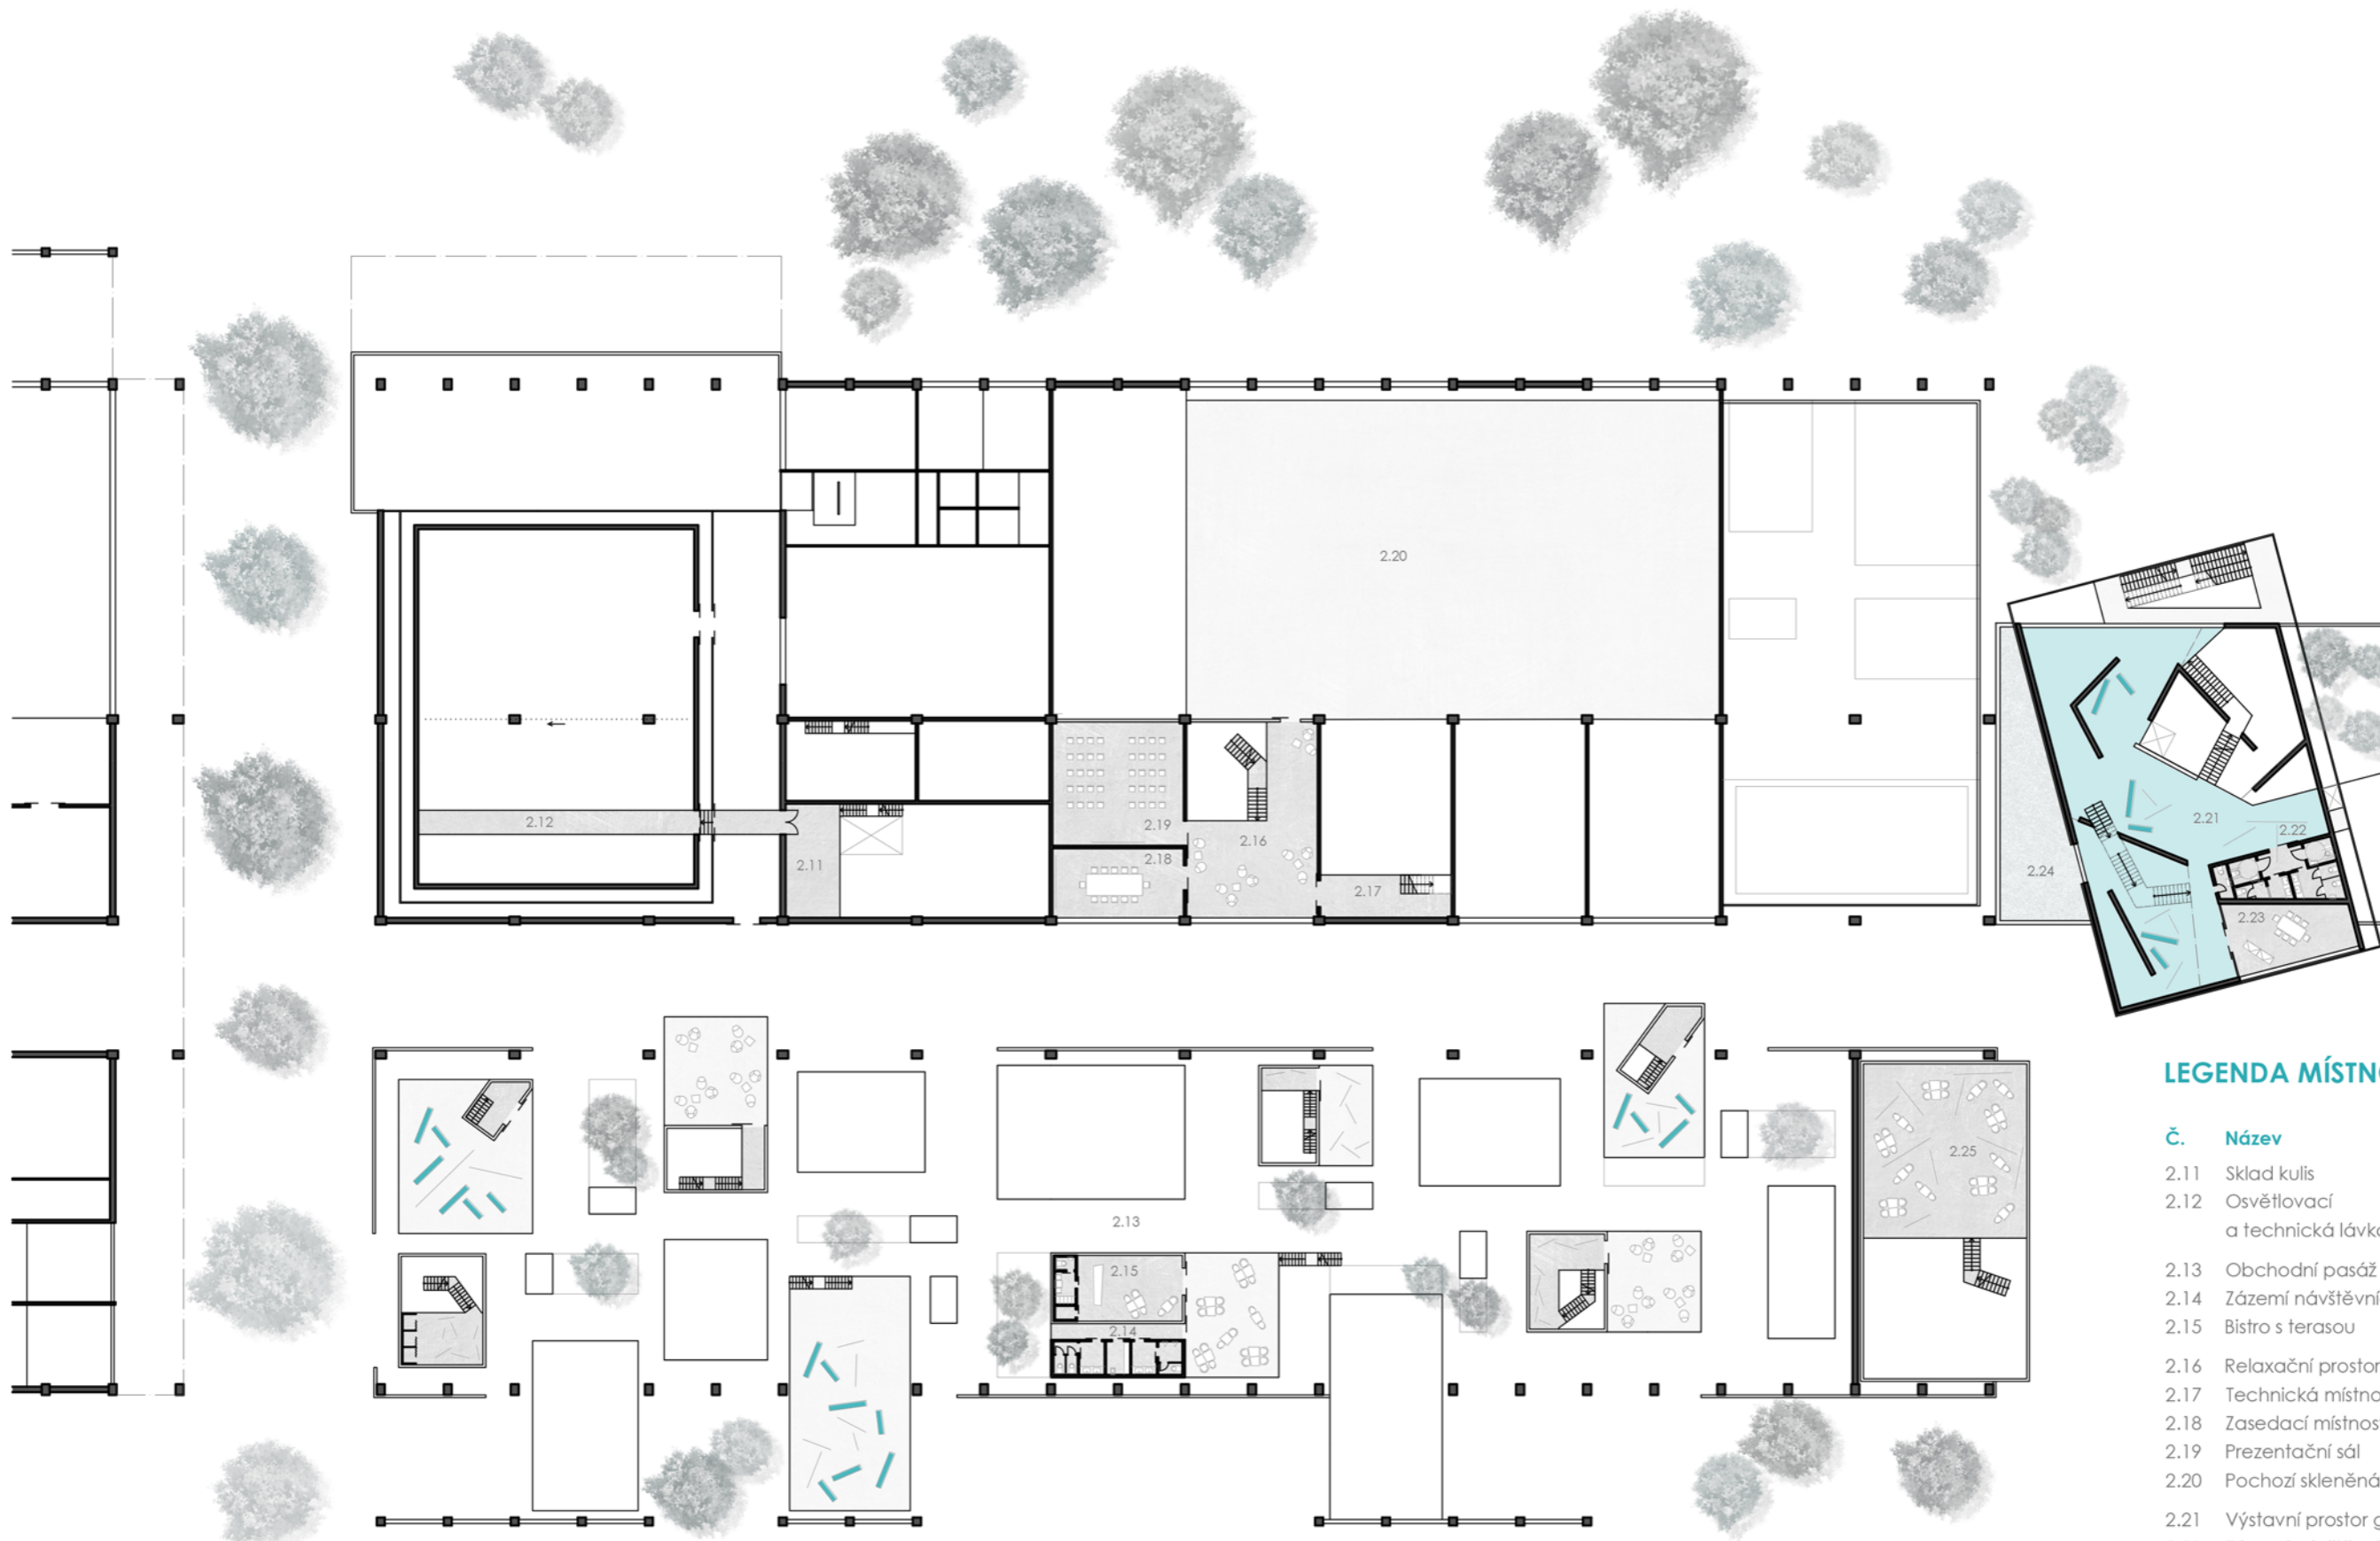 2.20
2.12
2.11
2.19
2.18
2.16
2.17
2.21
2.22
2.24
2.23
2.13
2.15
2.14
2.25
LEGENDA MÍSTN
Č. Název
2.11 Sklad kulis
2.12 Osvětlovací
a technická lávk
2.13 Obchodní pasáž
2.14 Zázemí návštěvní
2.15 Bistro s terasou
2.16 Relaxační prostor
2.17 Technická místno
2.18 Zasedací místnos
2.19 Prezentační sál
2.20 Pochozí skleněná
2.21 Výstavní prostor g